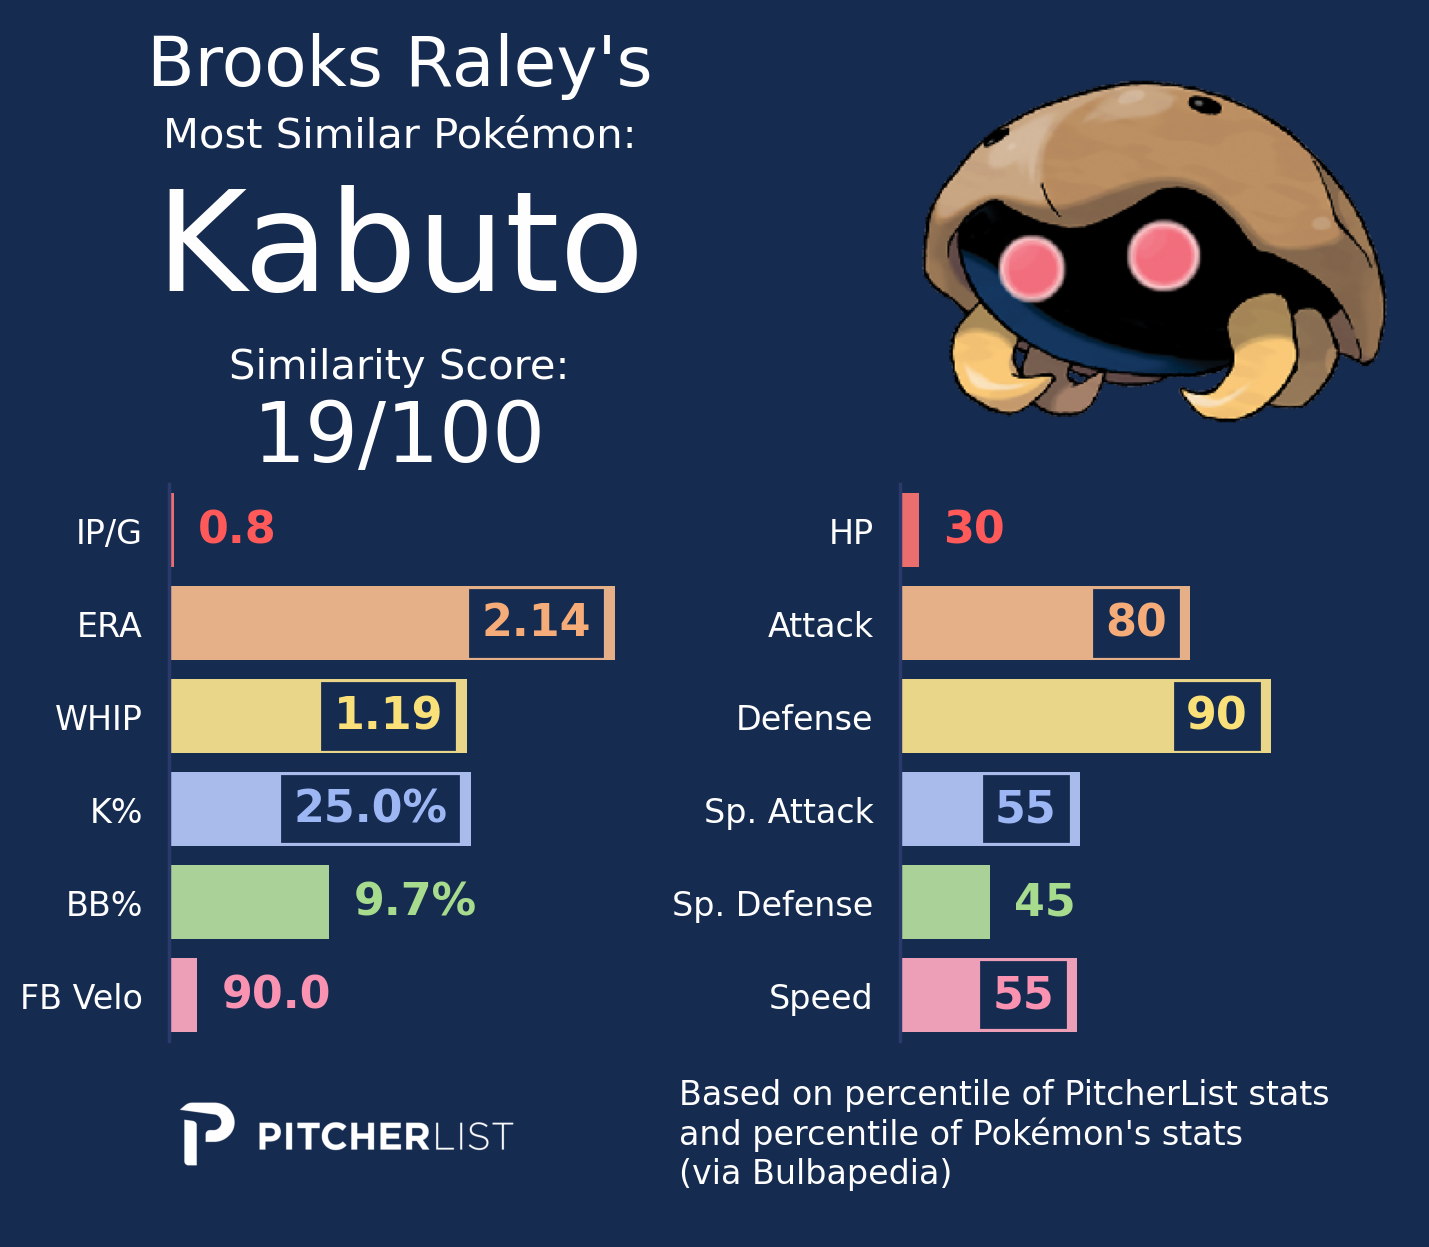 Brooks Raley's
Most Similar Pokémon:
Kabuto
Similarity Score:
19/100
IP/G 0.8
ERA 2.14
WHIP 1.19
K% 25.0%
BB% 9.7%
FB Velo 90.0
HP 30
Attack 80
Defense 90
Sp. Attack 55
Sp. Defense 45
Speed 55
PITCHERLIST
Based on percentile of PitcherList stats
and percentile of Pokémon's stats
(via Bulbapedia)